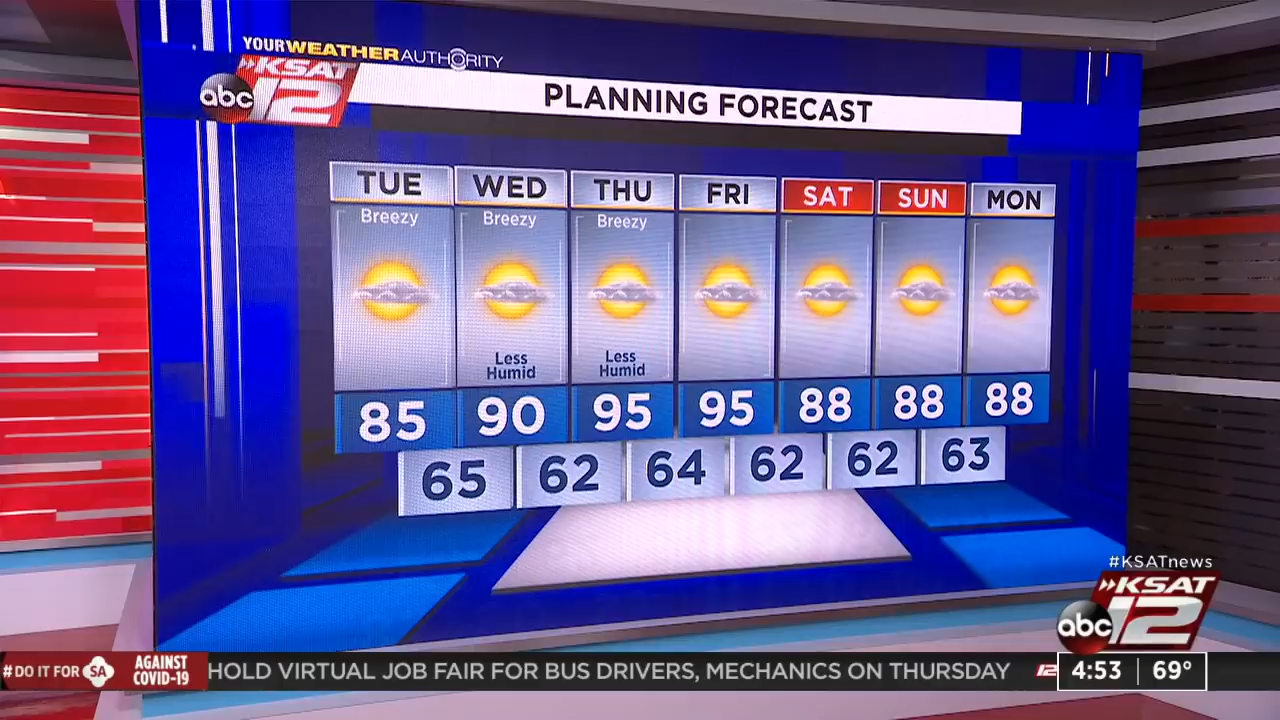 YOUR WEATHER AUTHORITY
KSAT
abc 12
PLANNING FORECAST
TUE WED THU FRI SAT SUN MON
Breezy Breezy Breezy
Less Humid Less Humid
85 90 95 95 88 88 88
65 62 64 62 62 63
#KSATnews
KSAT
abc 12
#DO IT FOR SA AGAINST COVID-19 HOLD VIRTUAL JOB FAIR FOR BUS DRIVERS, MECHANICS ON THURSDAY 12 4:53 69°